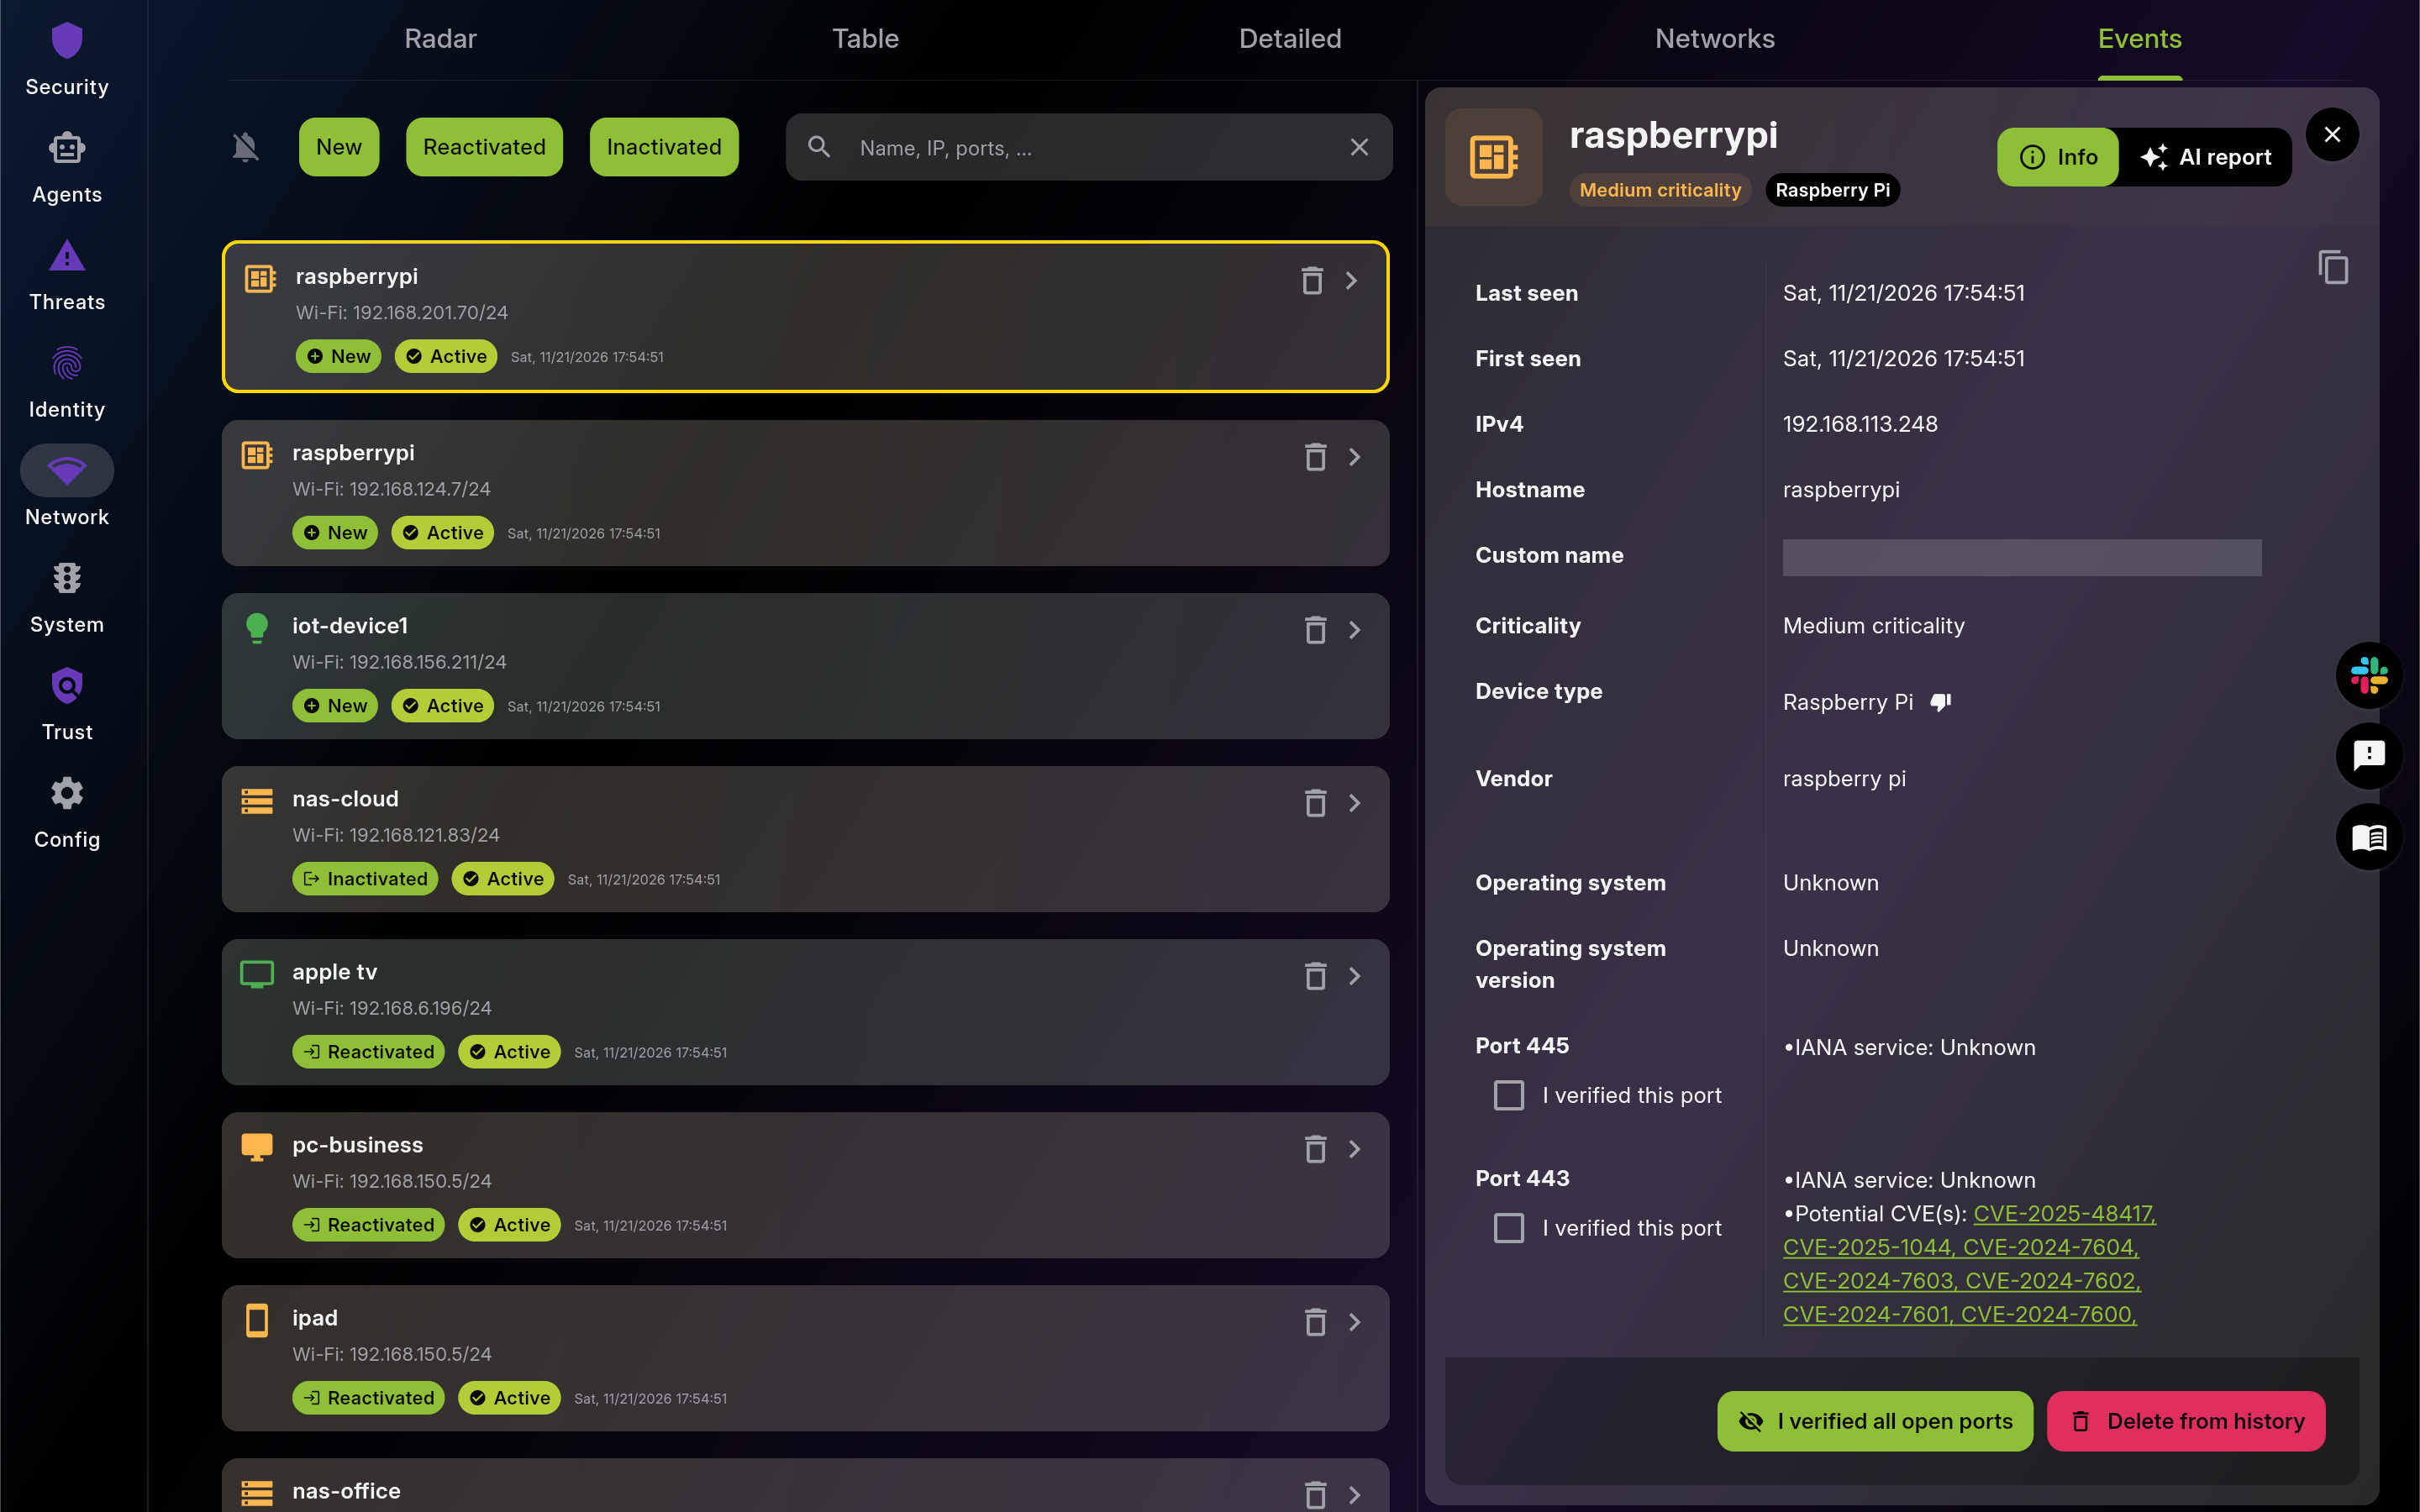 Security
Agents
Threats
Identity
Network
System
Trust
Config
Radar
Table
Detailed
Networks
Events
New
Reactivated
Inactivated
Name, IP, ports, ...
raspberrypi
Wi-Fi: 192.168.201.70/24
New
Active
Sat, 11/21/2026 17:54:51
raspberrypi
Wi-Fi: 192.168.124.7/24
New
Active
Sat, 11/21/2026 17:54:51
iot-device1
Wi-Fi: 192.168.156.211/24
New
Active
Sat, 11/21/2026 17:54:51
nas-cloud
Wi-Fi: 192.168.121.83/24
Inactivated
Active
Sat, 11/21/2026 17:54:51
apple tv
Wi-Fi: 192.168.6.196/24
Reactivated
Active
Sat, 11/21/2026 17:54:51
pc-business
Wi-Fi: 192.168.150.5/24
Reactivated
Active
Sat, 11/21/2026 17:54:51
ipad
Wi-Fi: 192.168.150.5/24
Reactivated
Active
Sat, 11/21/2026 17:54:51
nas-office
raspberrypi
Medium criticality
Raspberry Pi
Info
AI report
Last seen
Sat, 11/21/2026 17:54:51
First seen
Sat, 11/21/2026 17:54:51
IPv4
192.168.113.248
Hostname
raspberrypi
Custom name
Criticality
Medium criticality
Device type
Raspberry Pi
Vendor
raspberry pi
Operating system
Unknown
Operating system
version
Unknown
Port 445
I verified this port
•IANA service: Unknown
Port 443
I verified this port
•IANA service: Unknown
•Potential CVE(s): CVE-2025-48417,
CVE-2025-1044, CVE-2024-7604,
CVE-2024-7603, CVE-2024-7602,
CVE-2024-7601, CVE-2024-7600,
I verified all open ports
Delete from history